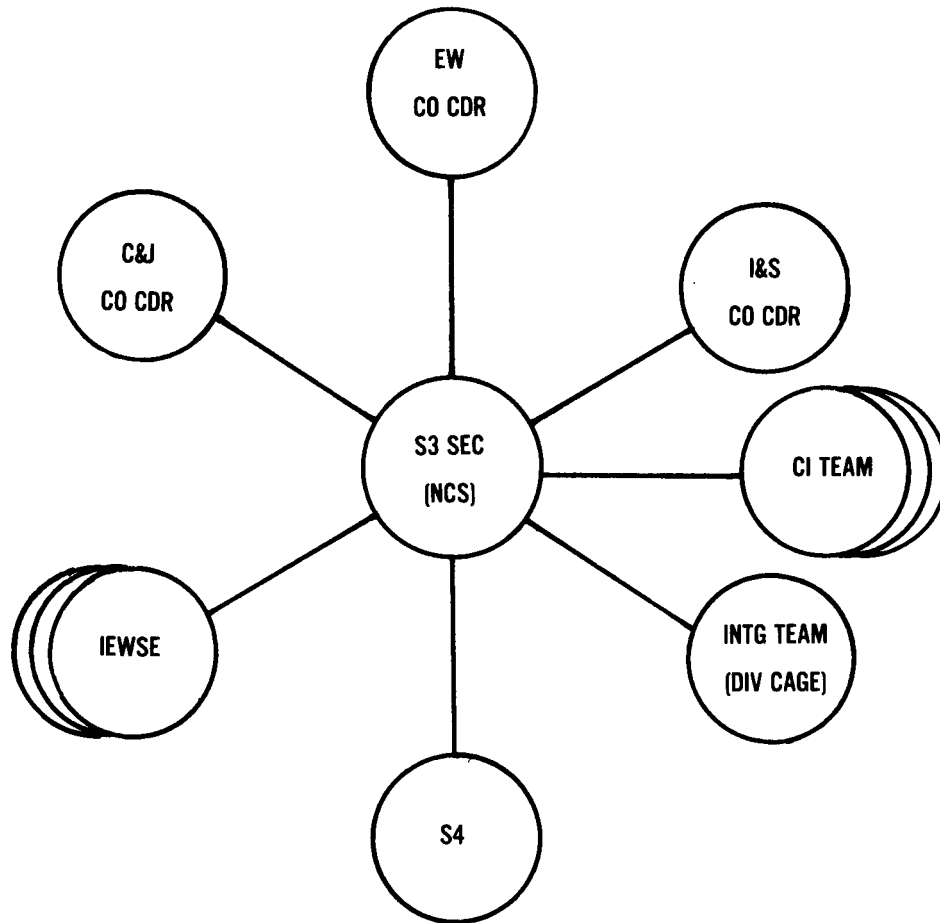 EW
CO CDR
C&J
CO CDR
I&S
CO CDR
S3 SEC
(NCS)
CI TEAM
IEWSE
INTG TEAM
(DIV CAGE)
S4